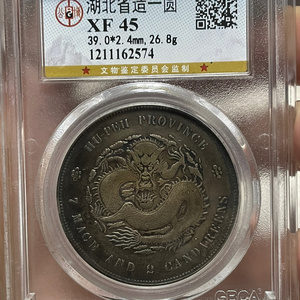 湖北省造一圆
XF 45
39.0*2.4mm, 26.8g
1211162574
文物鉴定委员会监制
HU-PEH PROVINCE
7 MACE AND 2 CANDAREENS
GBCA